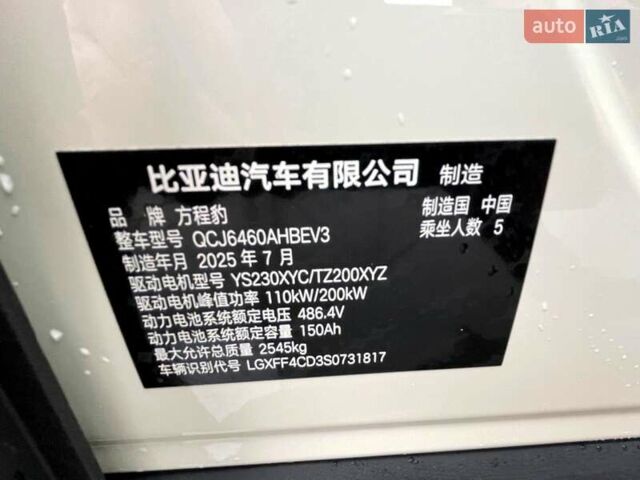 auto RIA.com
比亚迪汽车有限公司 制造
品 牌 方程豹 制造国 中国
整车型号 QCJ6460AHBEV3 乘坐人数 5
制造年月 2025 年 7 月
驱动电机型号 YS230XYC/TZ200XYZ
驱动电机峰值功率 110kW/200kW
动力电池系统额定电压 486.4V
动力电池系统额定容量 150Ah
最大允许总质量 2545kg
车辆识别代号 LGXFF4CD3S0731817